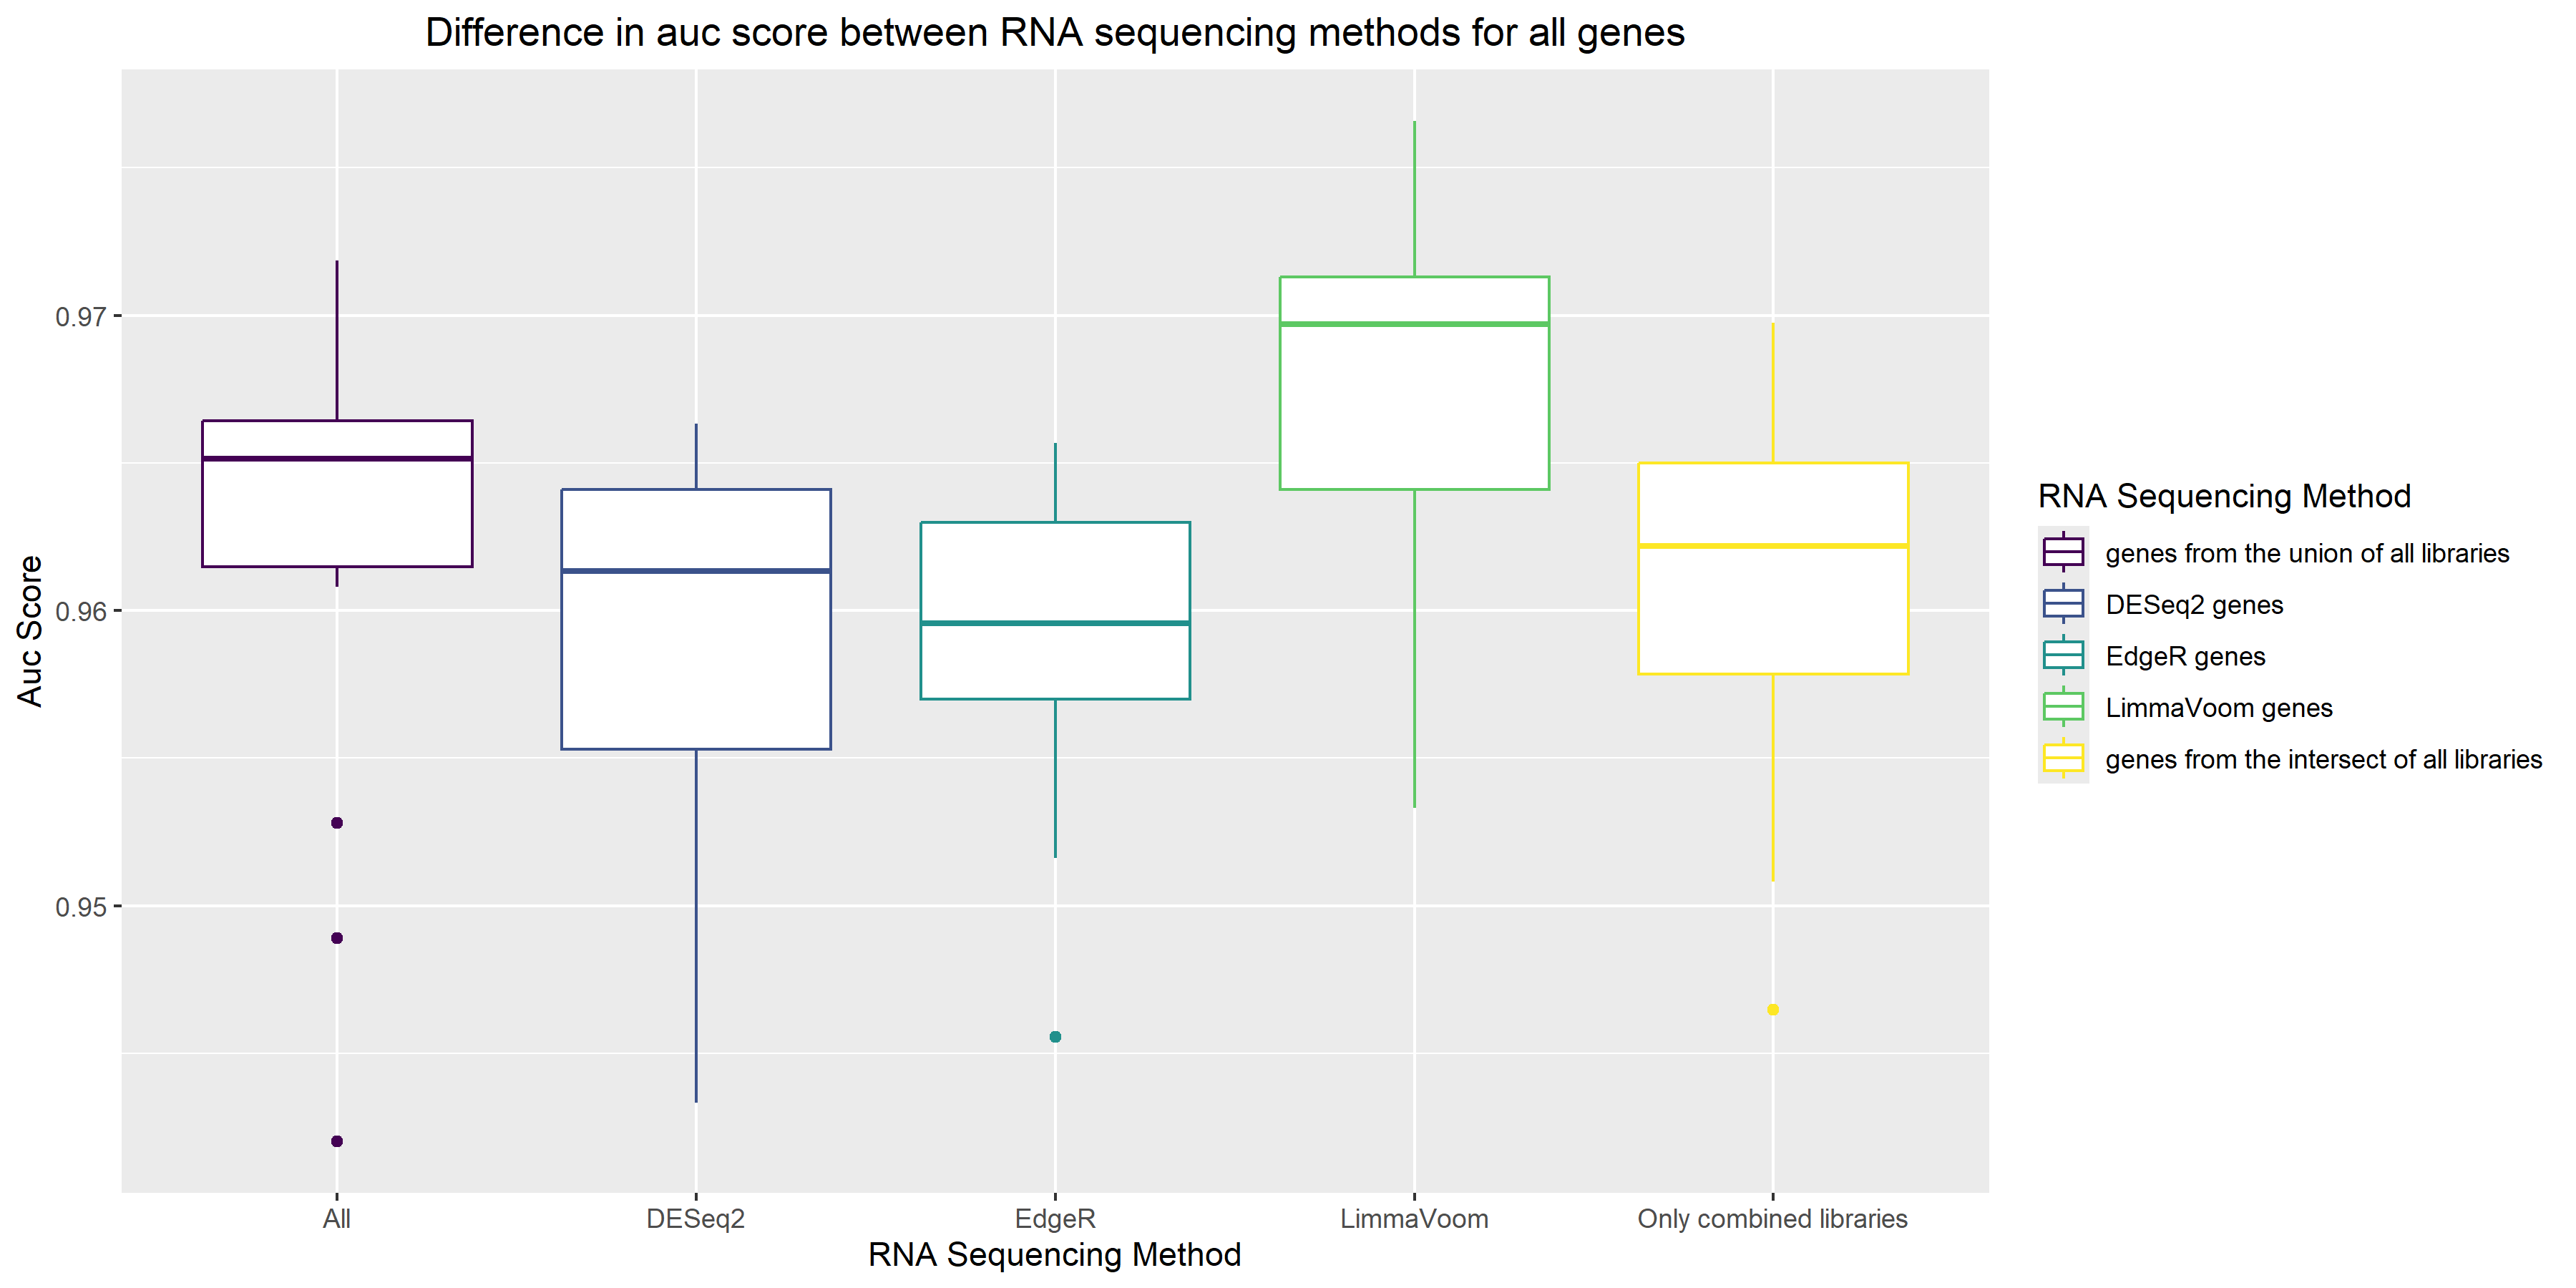 Difference in auc score between RNA sequencing methods for all genes
Auc Score
0.97
0.96
0.95
All
DESeq2
EdgeR
LimmaVoom
Only combined libraries
RNA Sequencing Method
RNA Sequencing Method
genes from the union of all libraries
DESeq2 genes
EdgeR genes
LimmaVoom genes
genes from the intersect of all libraries